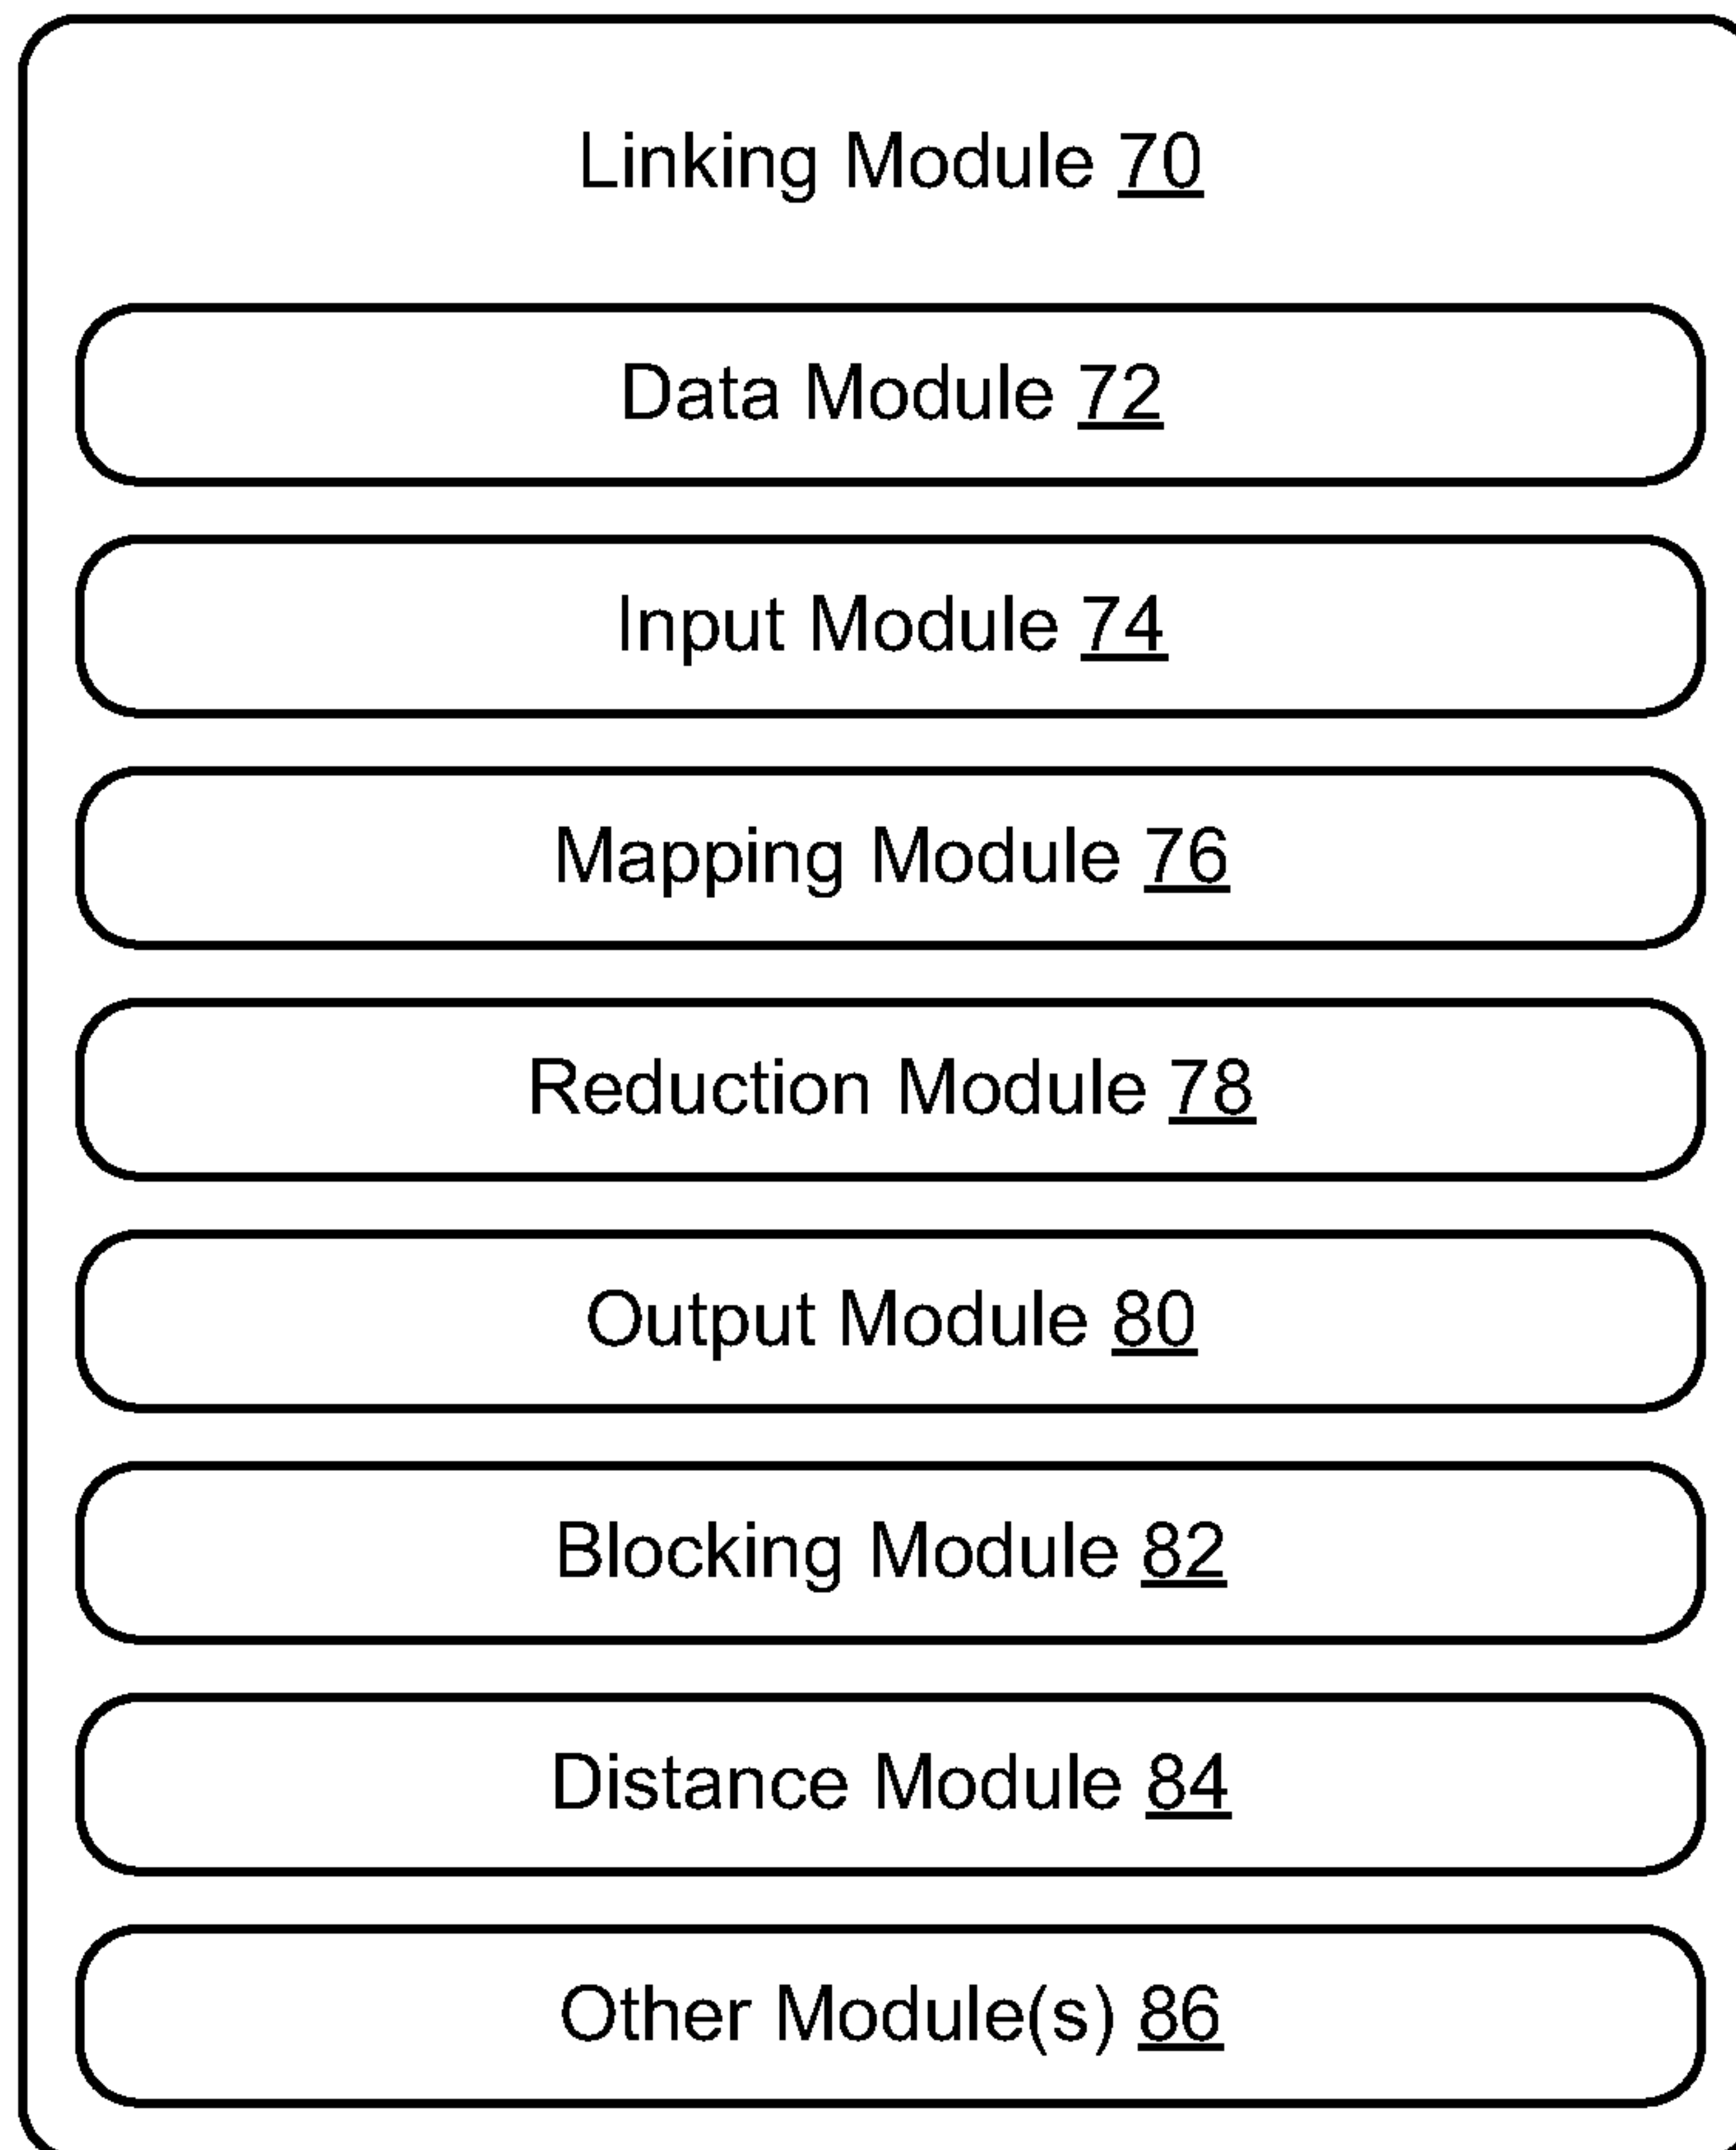 Linking Module 70
Data Module 72
Input Module 74
Mapping Module 76
Reduction Module 78
Output Module 80
Blocking Module 82
Distance Module 84
Other Module(s) 86